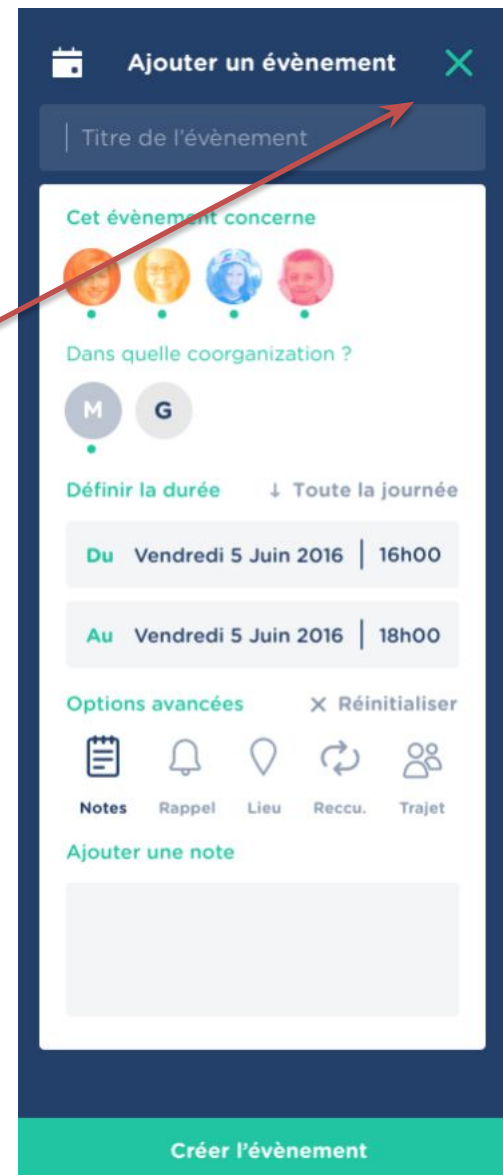 Ajouter un évènement
Titre de l'évènement
Cet évènement concerne
Dans quelle coorganization ?
M G
Définir la durée ↓ Toute la journée
Du Vendredi 5 Juin 2016 | 16h00
Au Vendredi 5 Juin 2016 | 18h00
Options avancées × Réinitialiser
Notes Rappel Lieu Reccu. Trajet
Ajouter une note
Créer l'évènement